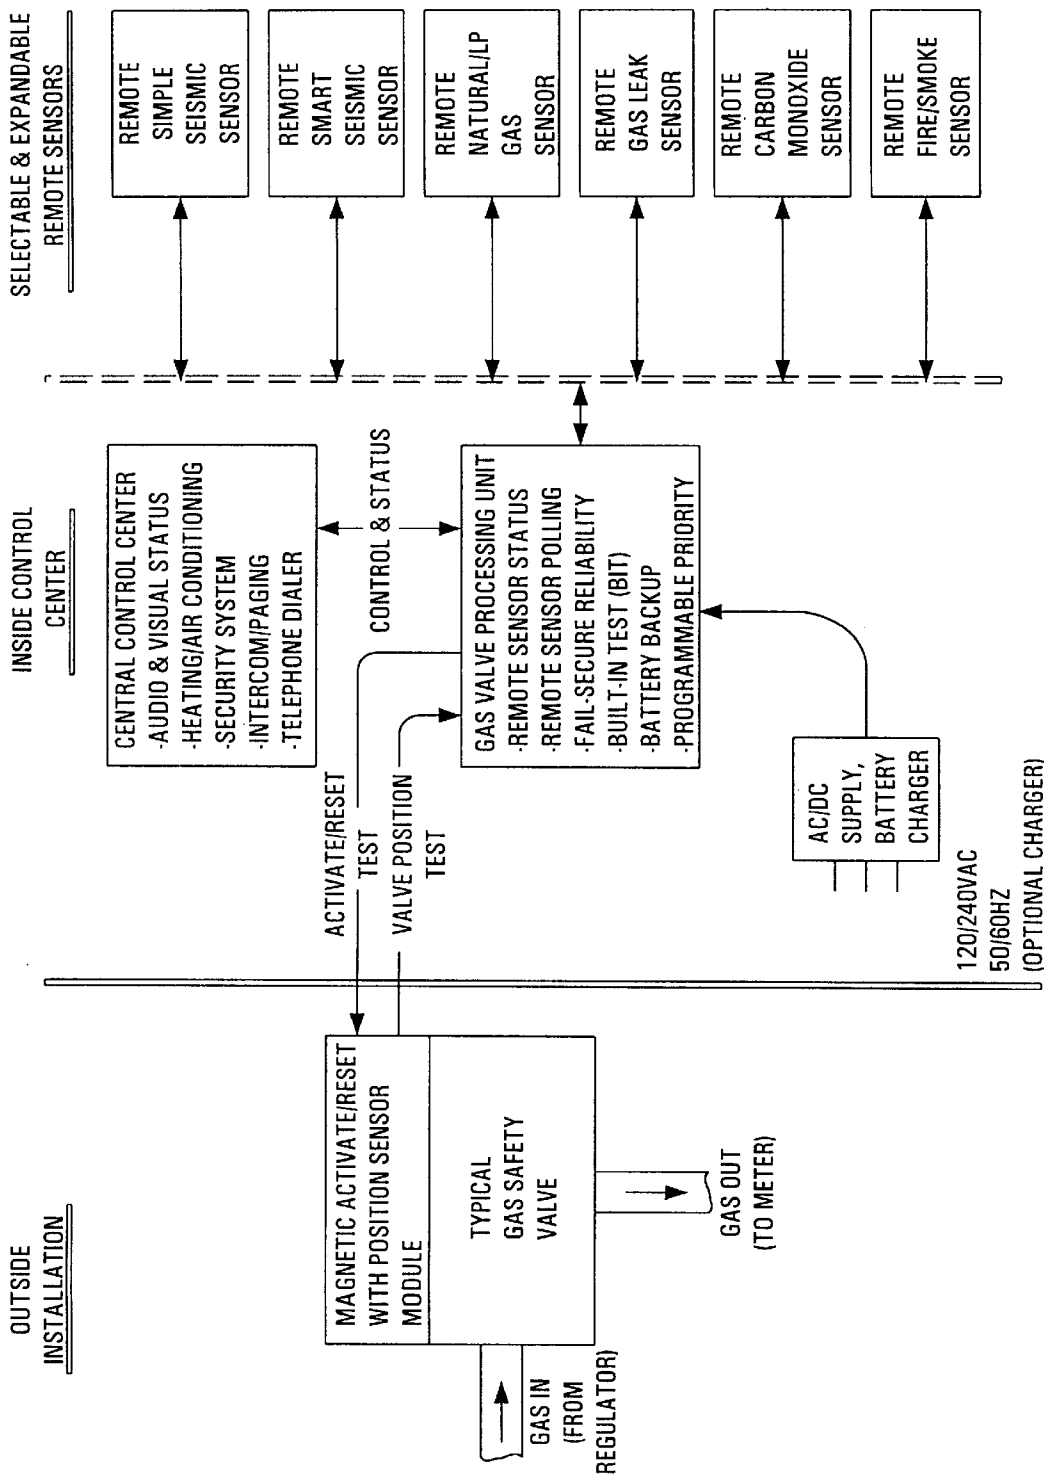 OUTSIDE
INSTALLATION
INSIDE CONTROL
CENTER
SELECTABLE & EXPANDABLE
REMOTE SENSORS
MAGNETIC ACTIVATE/RESET
WITH POSITION SENSOR
MODULE
TYPICAL
GAS SAFETY
VALVE
GAS IN
(FROM
REGULATOR)
GAS OUT
(TO METER)
ACTIVATE/RESET
TEST
VALVE POSITION
TEST
CENTRAL CONTROL CENTER
·AUDIO & VISUAL STATUS
·HEATING/AIR CONDITIONING
·SECURITY SYSTEM
·INTERCOM/PAGING
·TELEPHONE DIALER
CONTROL & STATUS
GAS VALVE PROCESSING UNIT
·REMOTE SENSOR STATUS
·REMOTE SENSOR POLLING
·FAIL-SECURE RELIABILITY
·BUILT-IN TEST (BIT)
·BATTERY BACKUP
·PROGRAMMABLE PRIORITY
AC/DC
SUPPLY,
BATTERY
CHARGER
120/240VAC
50/60HZ
(OPTIONAL CHARGER)
REMOTE
SIMPLE
SEISMIC
SENSOR
REMOTE
SMART
SEISMIC
SENSOR
REMOTE
NATURAL/LP
GAS
SENSOR
REMOTE
GAS LEAK
SENSOR
REMOTE
CARBON
MONOXIDE
SENSOR
REMOTE
FIRE/SMOKE
SENSOR